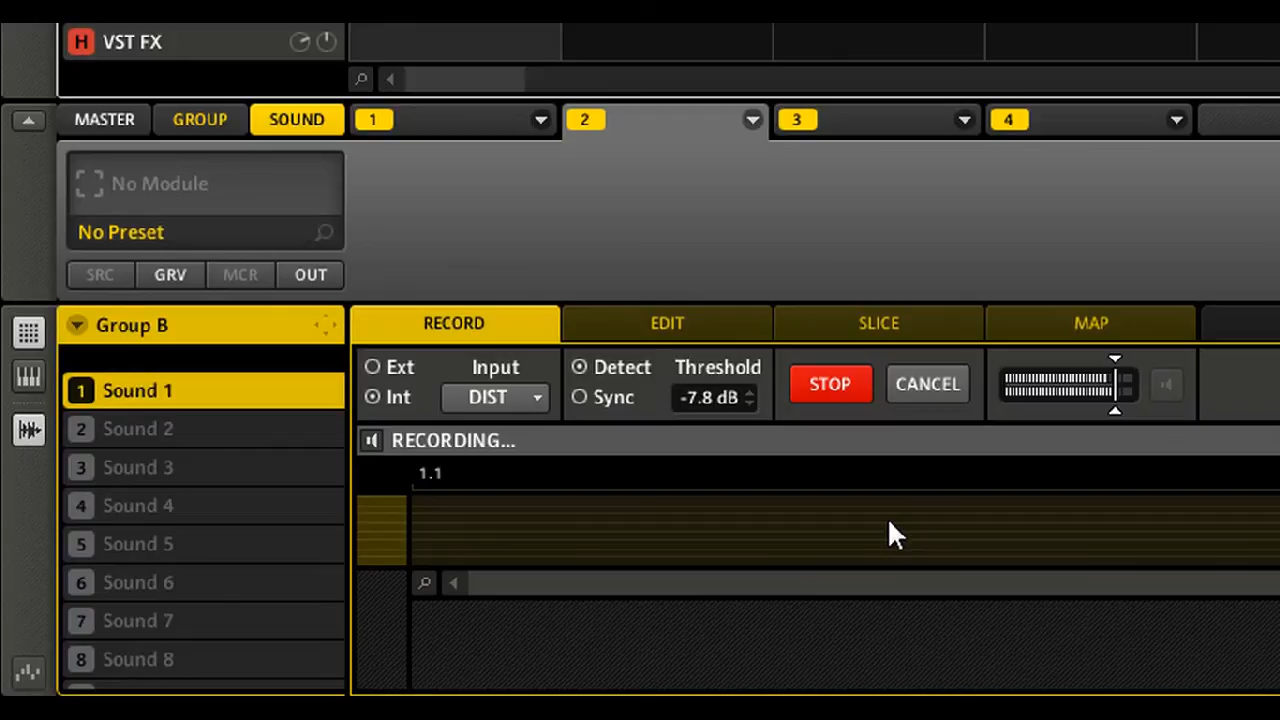 H VST FX
MASTER GROUP SOUND 1 2 3 4
No Module
No Preset
SRC GRV MCR OUT
Group B RECORD EDIT SLICE MAP
Ext Input Detect Threshold
Int DIST Sync -7.8 dB STOP CANCEL
1 Sound 1
RECORDING...
2 Sound 2
3 Sound 3
1.1
4 Sound 4
5 Sound 5
6 Sound 6
7 Sound 7
8 Sound 8